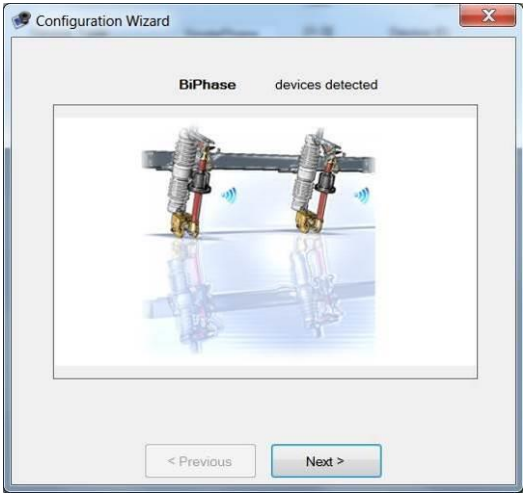 Configuration Wizard
BiPhase devices detected
< Previous
Next >